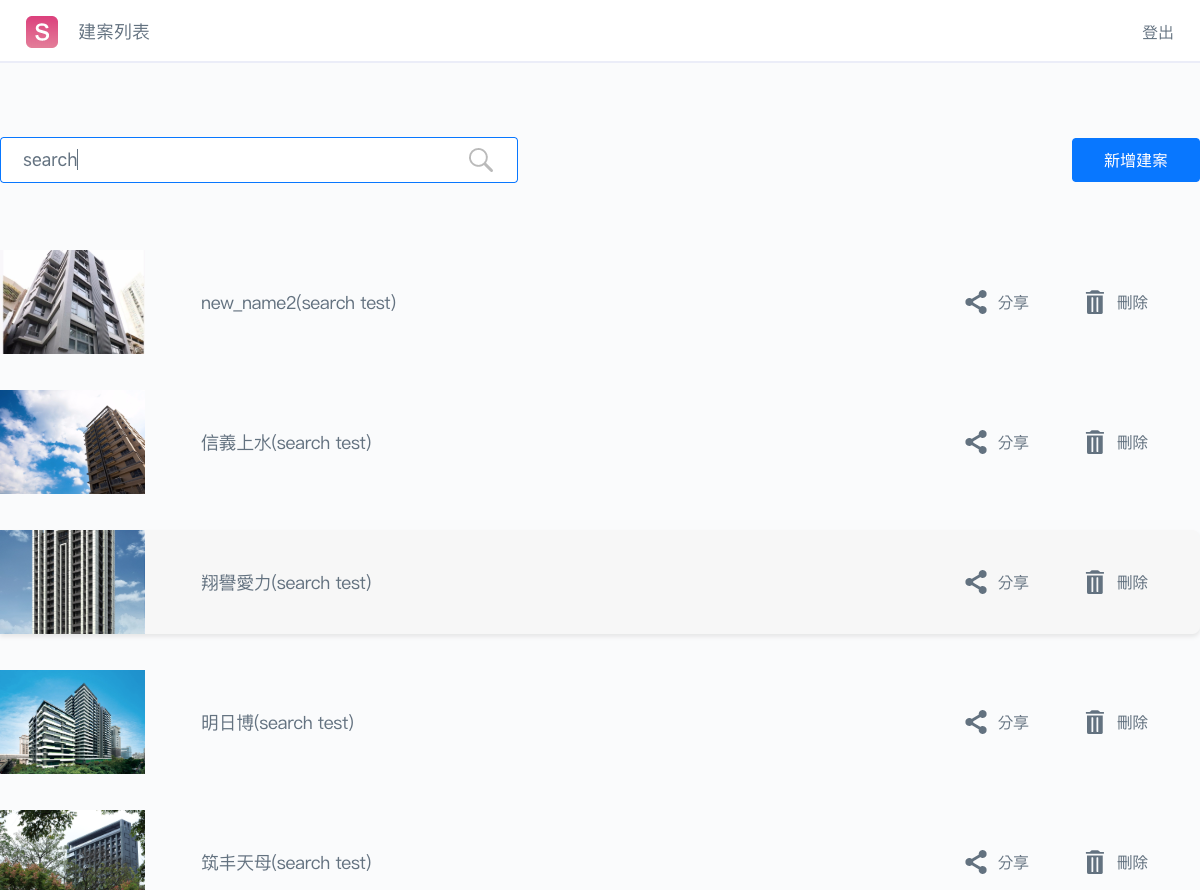 S 建案列表 登出
search 新增建案
new_name2(search test) 分享 刪除
信義上水(search test) 分享 刪除
翔譽愛力(search test) 分享 刪除
明日博(search test) 分享 刪除
筑丰天母(search test) 分享 刪除